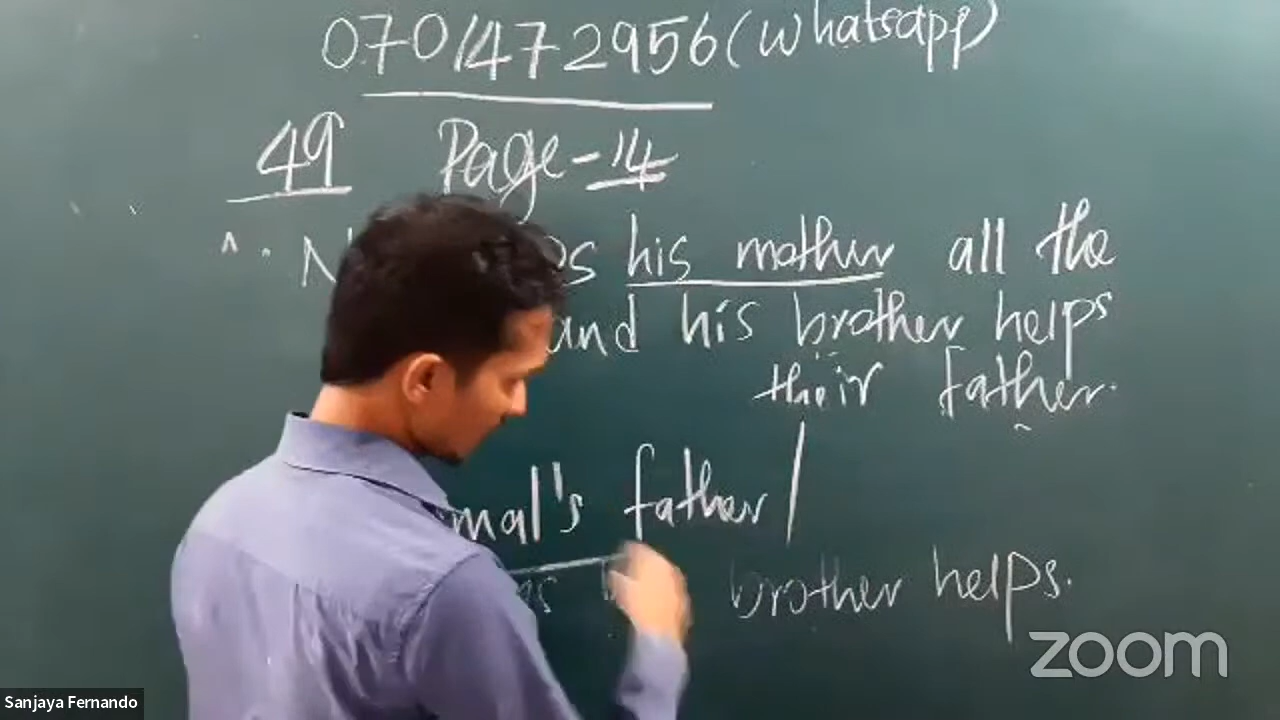 0701472956 (Whatsapp)
49 Page-14
his mother all the
and his brother helps
their father.
mal's father /
brother helps.
zoom
Sanjaya Fernando